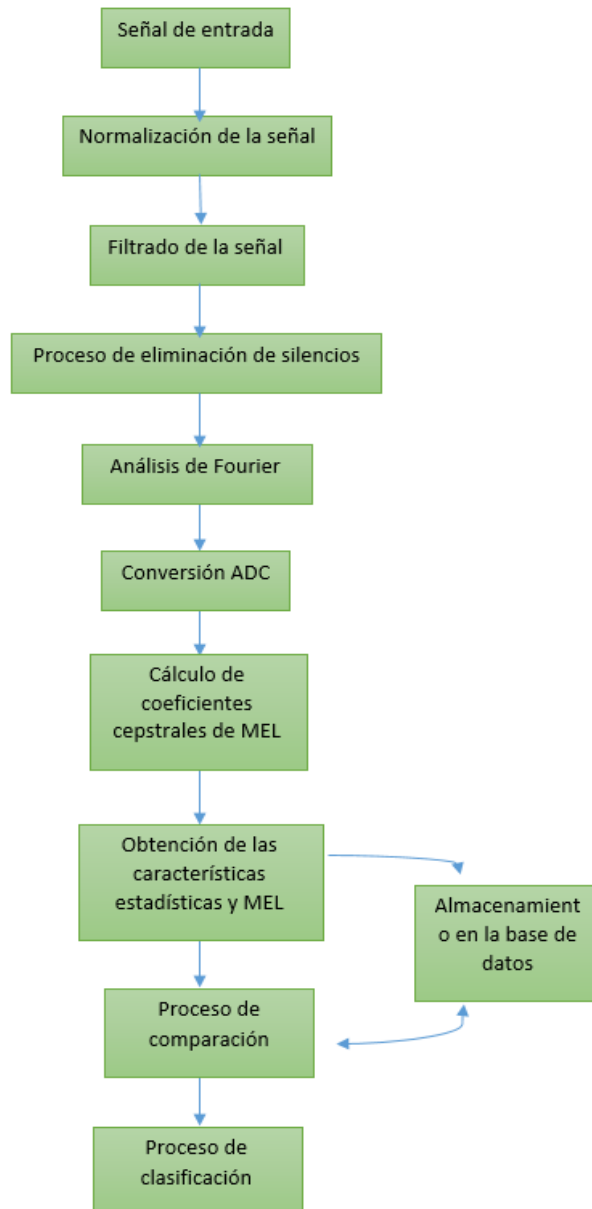 Señal de entrada
Normalización de la señal
Filtrado de la señal
Proceso de eliminación de silencios
Análisis de Fourier
Conversión ADC
Cálculo de
coeficientes
cepstrales de MEL
Obtención de las
características
estadísticas y MEL
Almacenamient
o en la base de
datos
Proceso de
comparación
Proceso de
clasificación